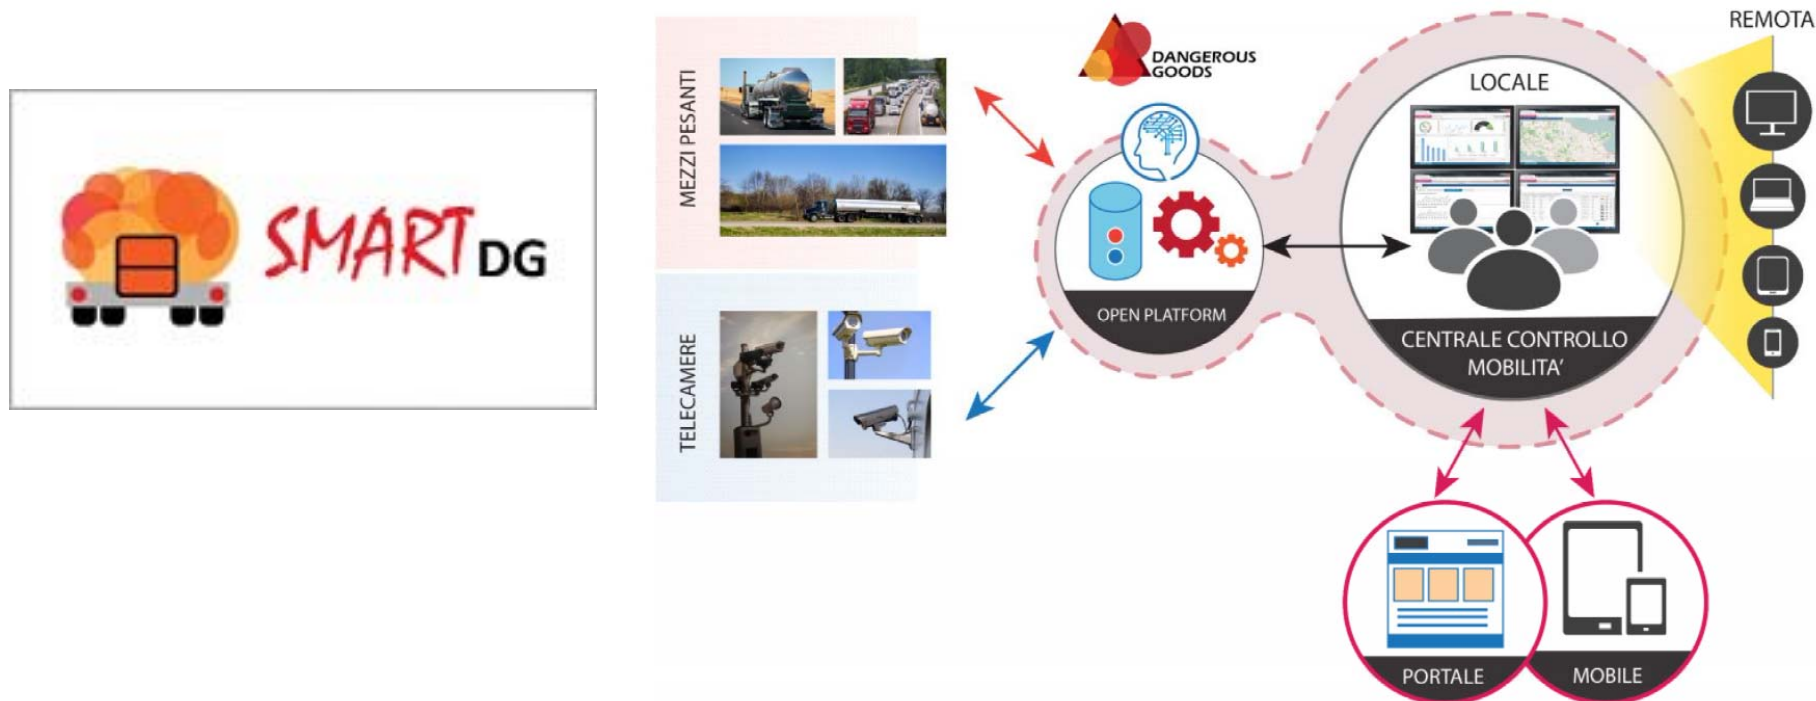 SMART DG
MEZZI PESANTI
TELECAMERE
DANGEROUS
GOODS
OPEN PLATFORM
LOCALE
CENTRALE CONTROLLO
MOBILITA'
REMOTA
PORTALE
MOBILE